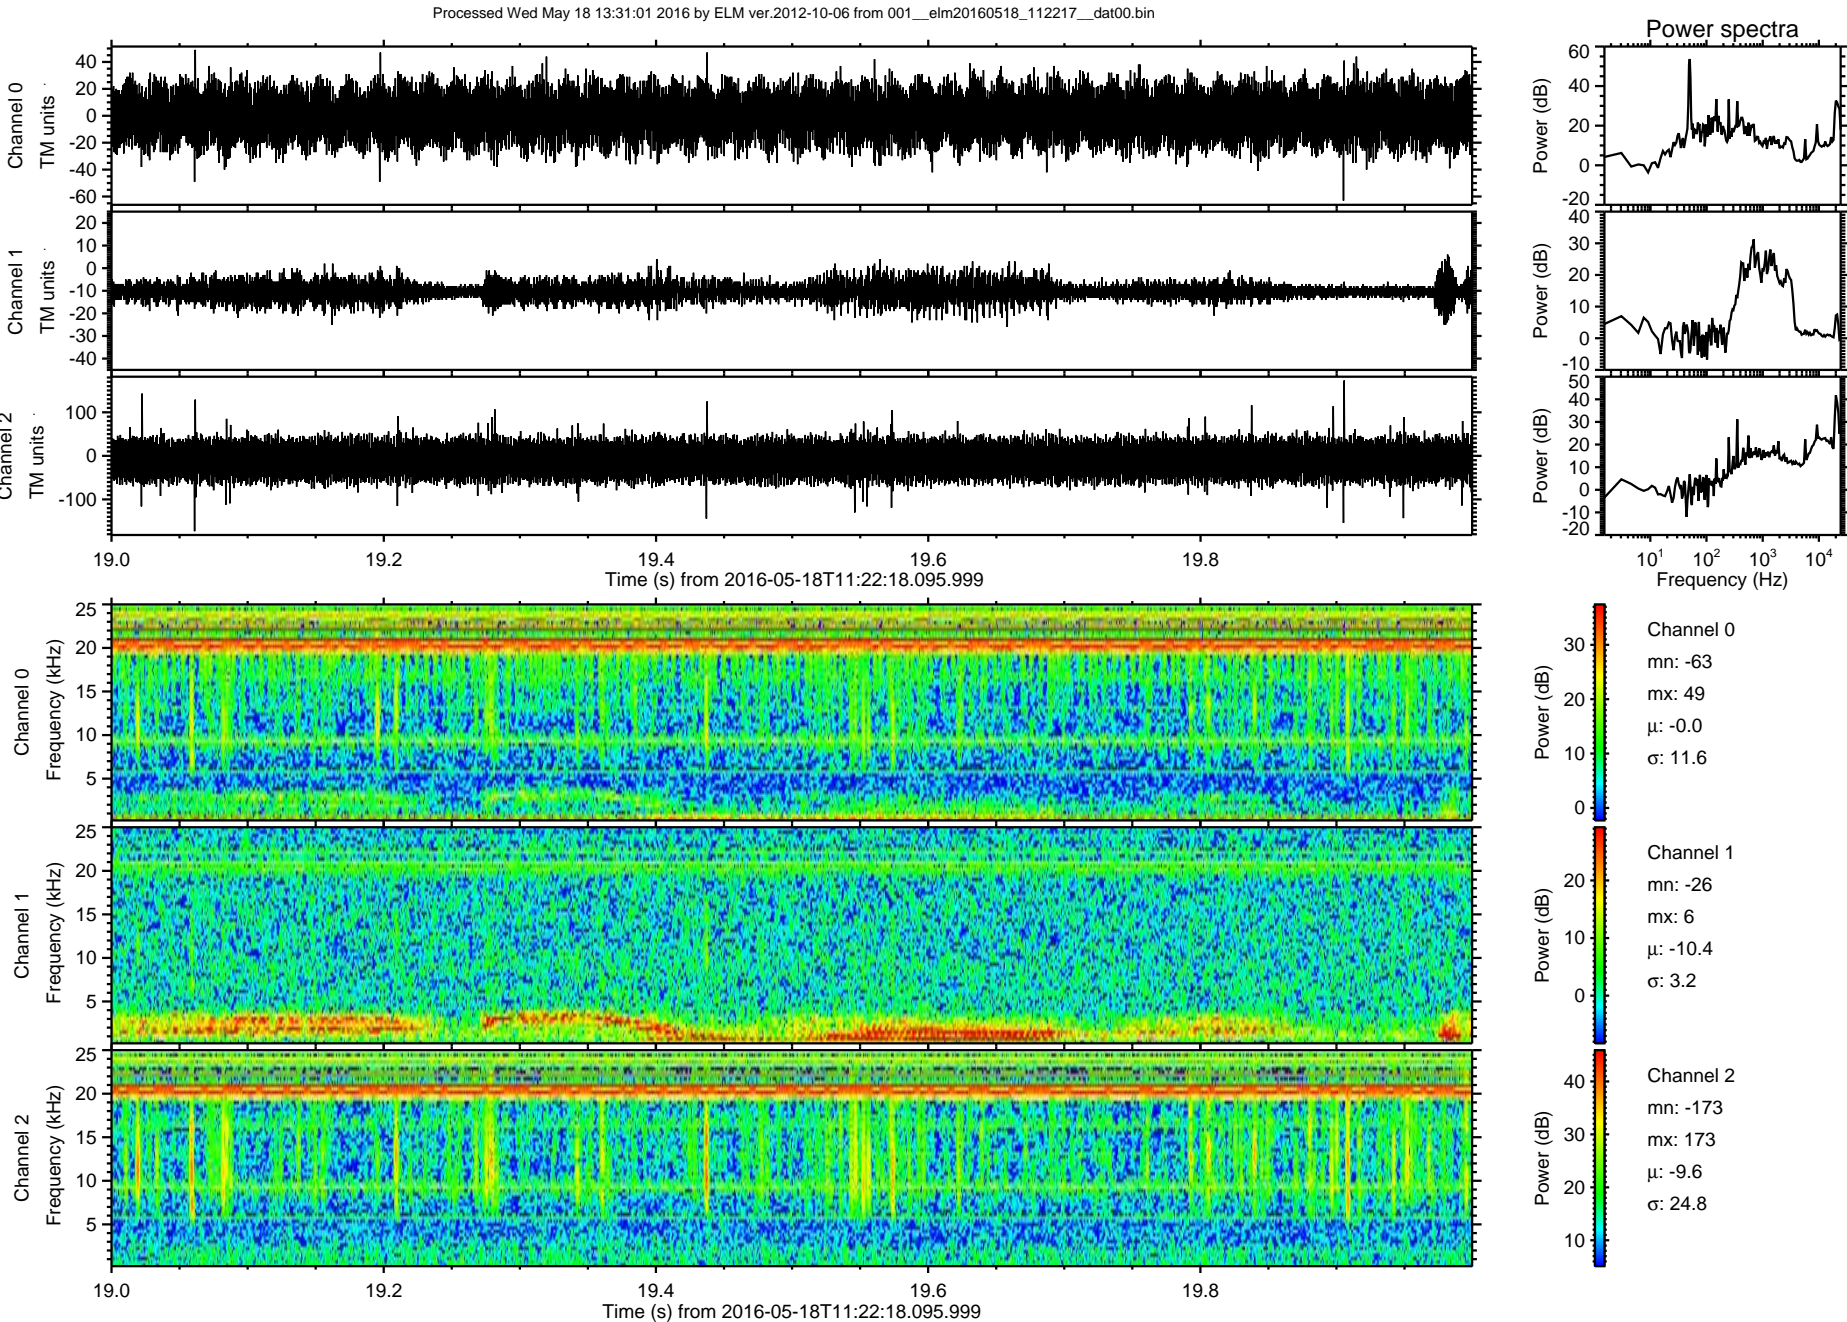 Processed Wed May 18 13:31:01 2016 by ELM ver.2012-10-06 from 001__elm20160518_112217__dat00.bin
Power spectra
Channel 0
TM units
40
20
0
-20
-40
-60
Power (dB)
60
40
20
0
-20
Channel 1
TM units
20
10
0
-10
-20
-30
-40
Power (dB)
40
30
20
10
0
-10
Channel 2
TM units
100
0
-100
Power (dB)
50
40
30
20
10
0
-10
-20
19.0 19.2 19.4 19.6 19.8
Time (s) from 2016-05-18T11:22:18.095.999
10^1 10^2 10^3 10^4
Frequency (Hz)
Channel 0
Frequency (kHz)
25
20
15
10
5
Power (dB)
30
20
10
0
Channel 0
mn: -63
mx: 49
μ: -0.0
σ: 11.6
Channel 1
Frequency (kHz)
25
20
15
10
5
Power (dB)
20
10
0
Channel 1
mn: -26
mx: 6
μ: -10.4
σ: 3.2
Channel 2
Frequency (kHz)
25
20
15
10
5
Power (dB)
40
30
20
10
Channel 2
mn: -173
mx: 173
μ: -9.6
σ: 24.8
19.0 19.2 19.4 19.6 19.8
Time (s) from 2016-05-18T11:22:18.095.999